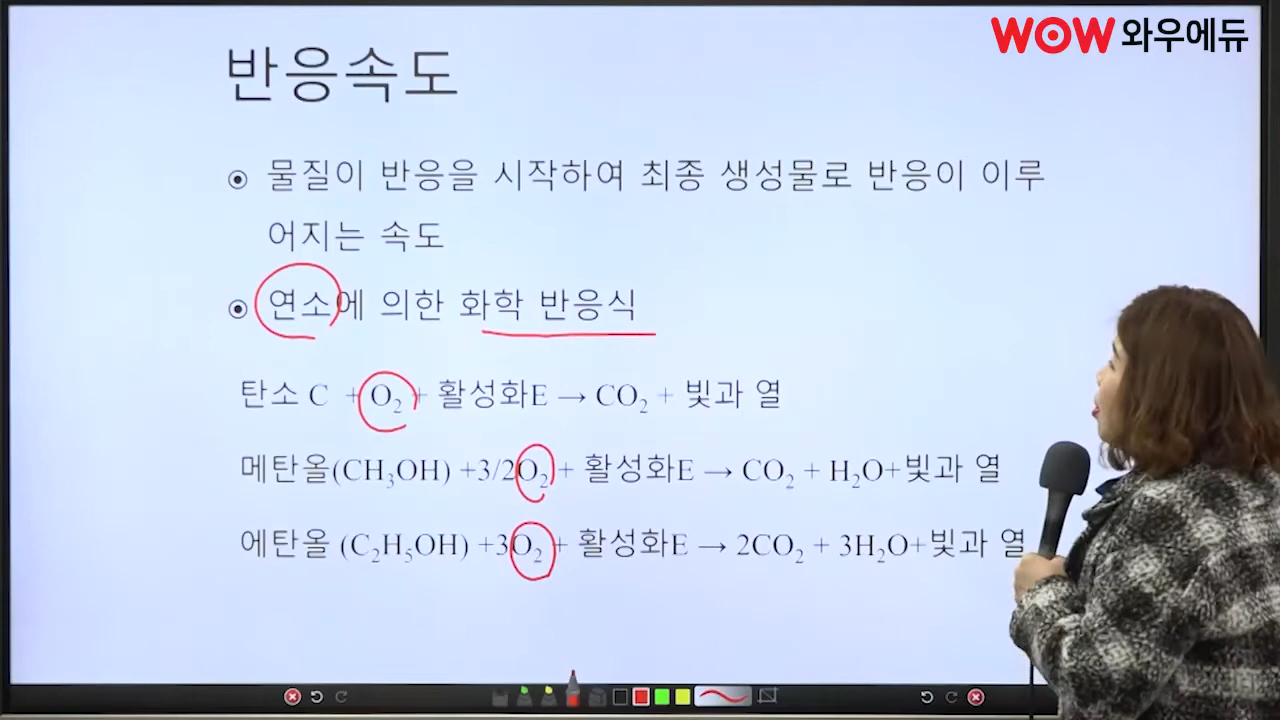 WOW 와우에듀
반응속도
물질이 반응을 시작하여 최종 생성물로 반응이 이루
어지는 속도
연소에 의한 화학 반응식
탄소 C + O₂ + 활성화E → CO₂ + 빛과 열
메탄올(CH₃OH) +3/2O₂ + 활성화E → CO₂ + H₂O+빛과 열
에탄올 (C₂H₅OH) +3O₂ + 활성화E → 2CO₂ + 3H₂O+빛과 열